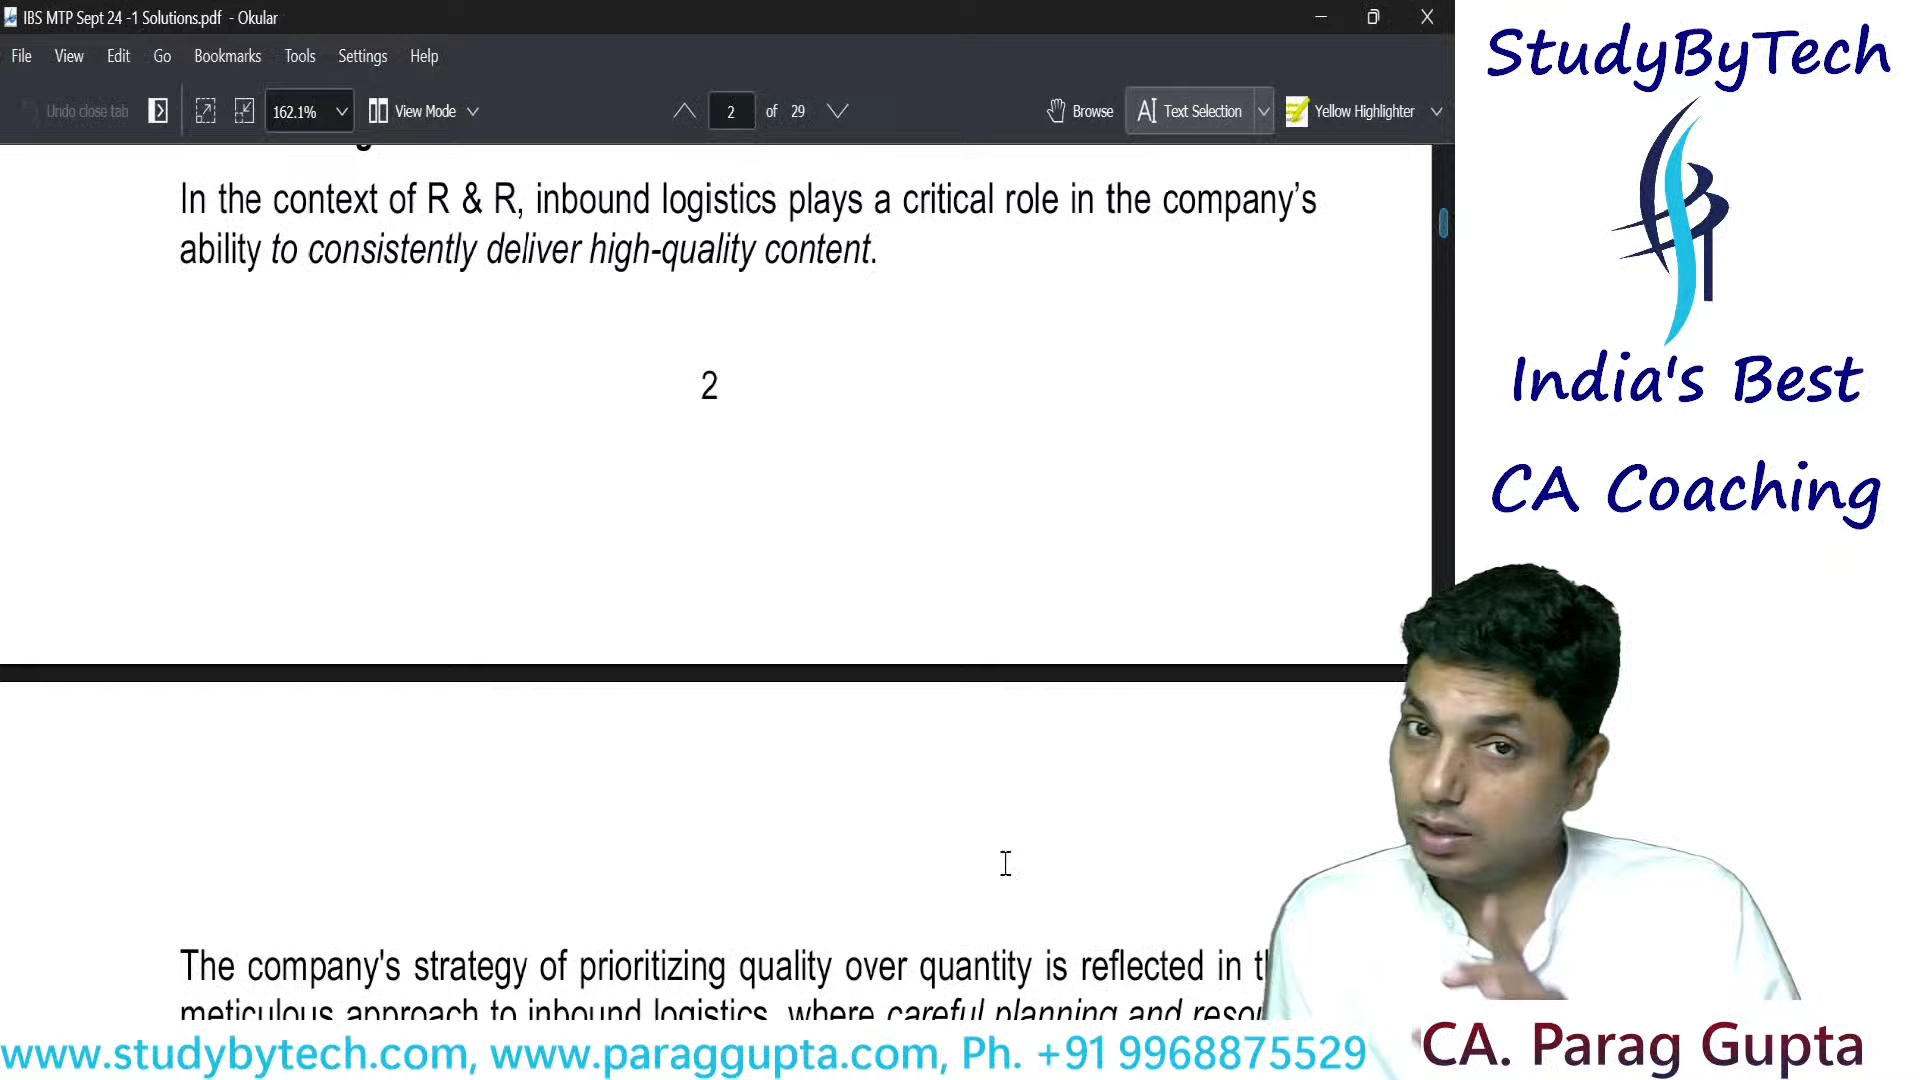 IBS MTP Sept 24 -1 Solutions.pdf - Okular
File View Edit Go Bookmarks Tools Settings Help
Undo close tab 162.1% View Mode 2 of 29 Browse Text Selection Yellow Highlighter
In the context of R & R, inbound logistics plays a critical role in the company’s
ability to consistently deliver high-quality content.
2
The company's strategy of prioritizing quality over quantity is reflected in
meticulous approach to inbound logistics, where careful planning and
StudyByTech
India's Best
CA Coaching
www.studybytech.com, www.paraggupta.com, Ph. +91 9968875529
CA. Parag Gupta